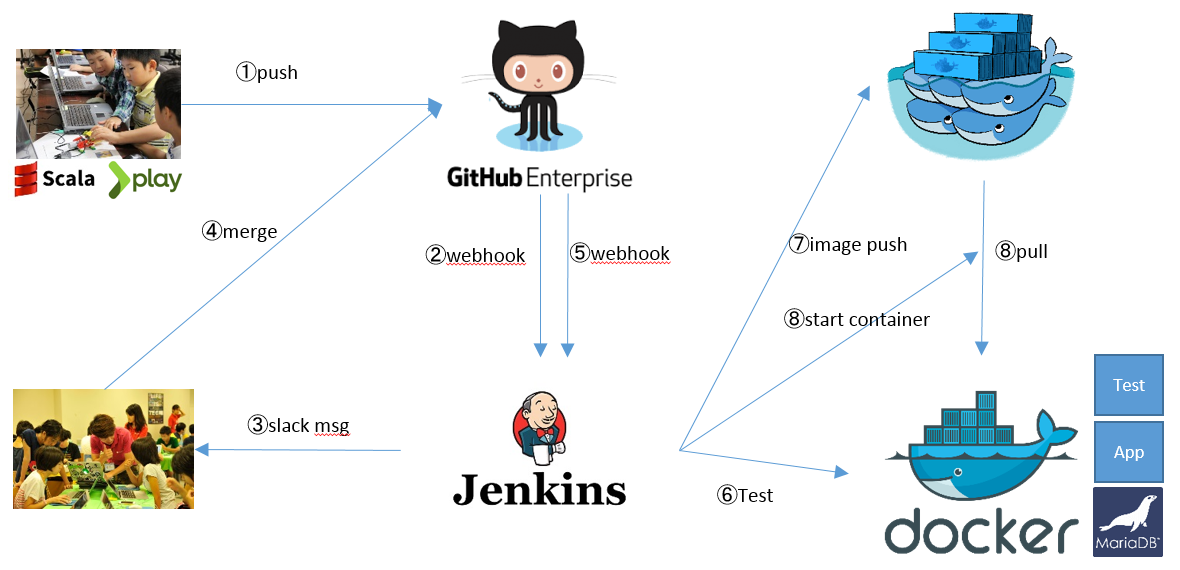 ①push
Scala
play
GitHub Enterprise
④merge
②webhook
⑤webhook
⑦image push
⑧pull
⑧start container
③slack msg
Jenkins
⑥Test
Test
App
docker
MariaDB